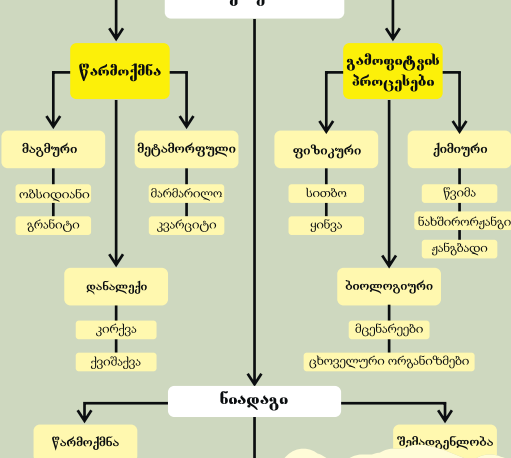 წარმოქმნა
გამოფიტვის
პროცესები
მაგმური
მეტამორფული
ფიზიკური
ქიმიური
ობსიდიანი
მარმარილო
სითბო
წვიმა
გრანიტი
კვარციტი
ყინვა
ნახშირორჟანგი
ჟანგბადი
დანალექი
ბიოლოგიური
კირქვა
მცენარეები
ქვიშაქვა
ცხოველური ორგანიზმები
ნიადაგი
წარმოქმნა
შემადგენლობა